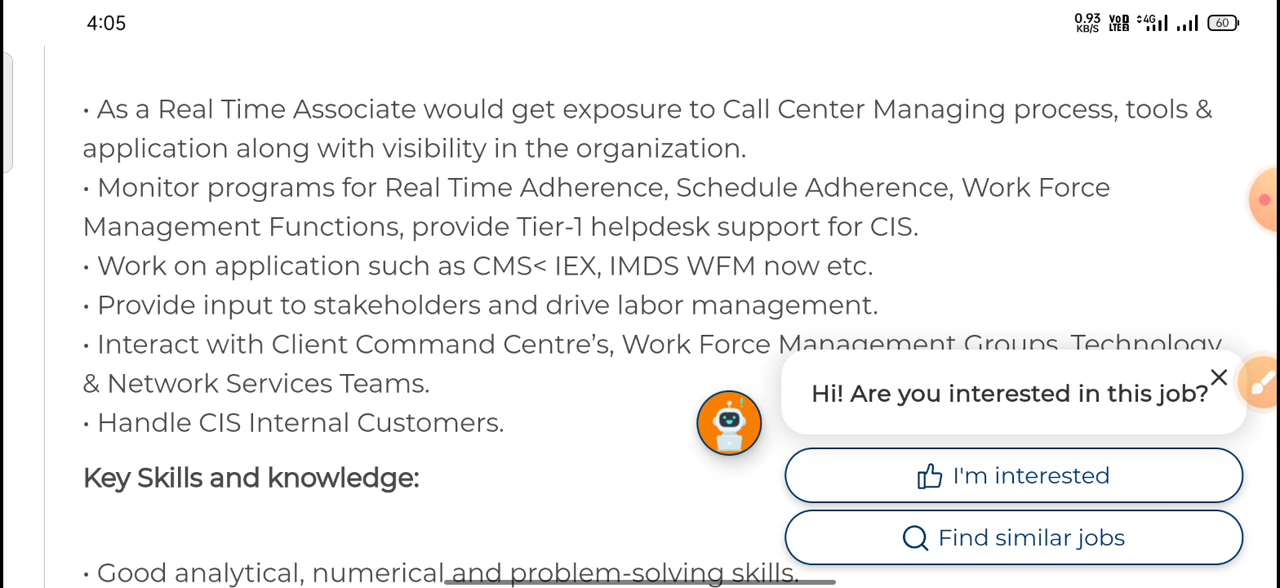 4:05
0.93
KB/S
VoD
LTE2
4G
60
• As a Real Time Associate would get exposure to Call Center Managing process, tools &
application along with visibility in the organization.
• Monitor programs for Real Time Adherence, Schedule Adherence, Work Force
Management Functions, provide Tier-1 helpdesk support for CIS.
• Work on application such as CMS< IEX, IMDS WFM now etc.
• Provide input to stakeholders and drive labor management.
• Interact with Client Command Centre’s, Work Force Management Groups, Technology
& Network Services Teams.
• Handle CIS Internal Customers.
Key Skills and knowledge:
• Good analytical, numerical and problem-solving skills.
Hi! Are you interested in this job?
I'm interested
Find similar jobs